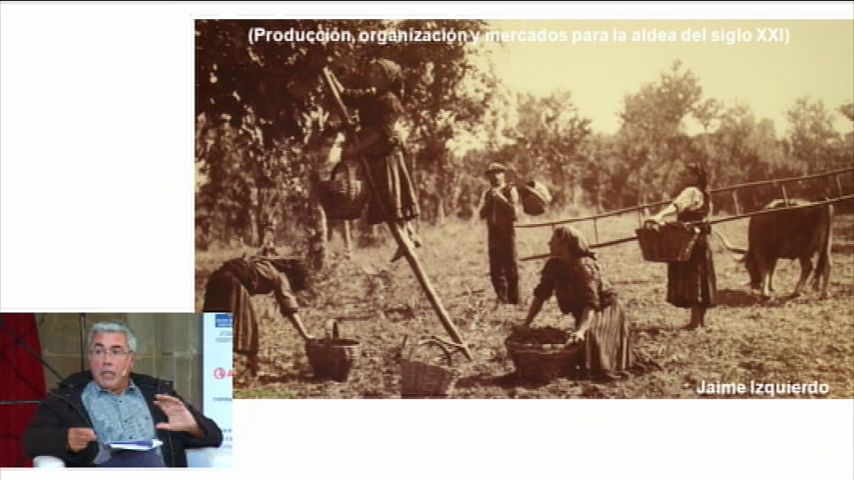 (Producción, organización y mercados para la aldea del siglo XXI)
Jaime Izquierdo